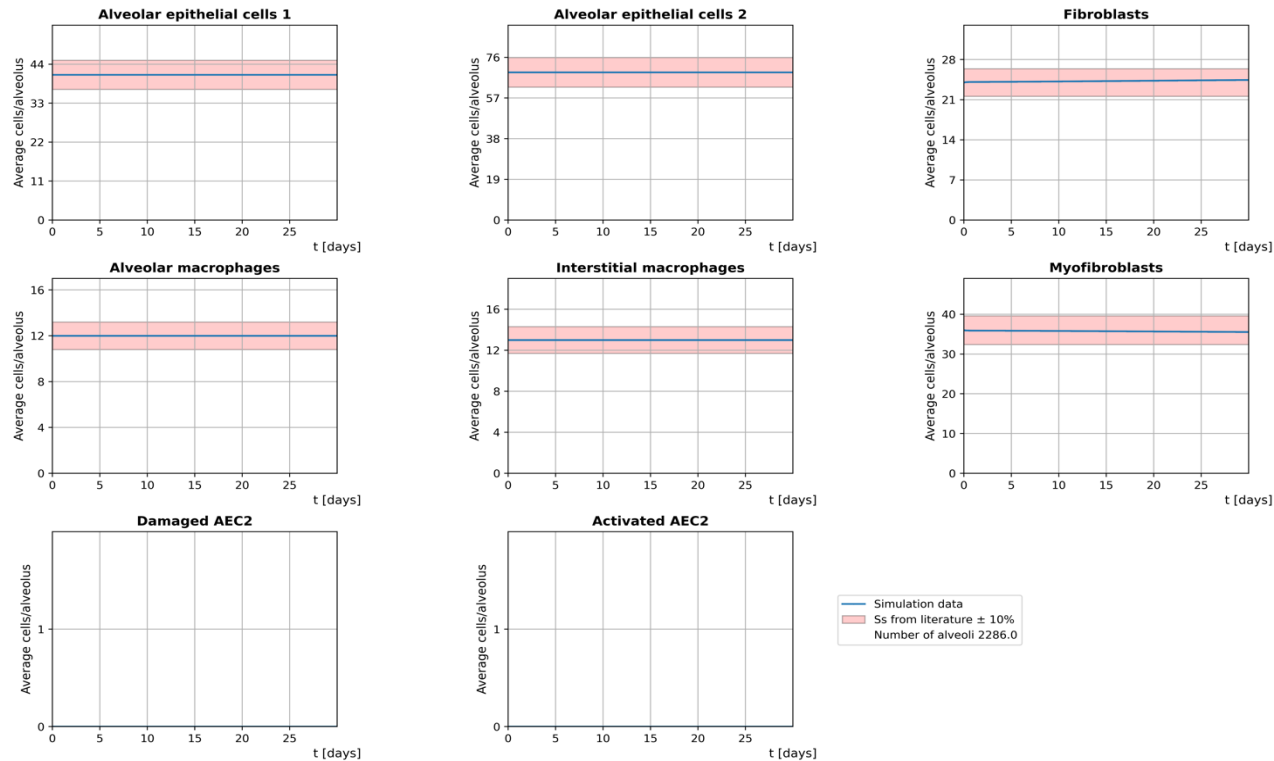 Alveolar epithelial cells 1
Average cells/alveolus
44
33
22
11
0
0 5 10 15 20 25
t [days]
Alveolar epithelial cells 2
Average cells/alveolus
76
57
38
19
0
0 5 10 15 20 25
t [days]
Fibroblasts
Average cells/alveolus
28
21
14
7
0
0 5 10 15 20 25
t [days]
Alveolar macrophages
Average cells/alveolus
16
12
8
4
0
0 5 10 15 20 25
t [days]
Interstitial macrophages
Average cells/alveolus
16
12
8
4
0
0 5 10 15 20 25
t [days]
Myofibroblasts
Average cells/alveolus
40
30
20
10
0
0 5 10 15 20 25
t [days]
Damaged AEC2
Average cells/alveolus
1
0
0 5 10 15 20 25
t [days]
Activated AEC2
Average cells/alveolus
1
0
0 5 10 15 20 25
t [days]
Simulation data
Ss from literature ± 10%
Number of alveoli 2286.0